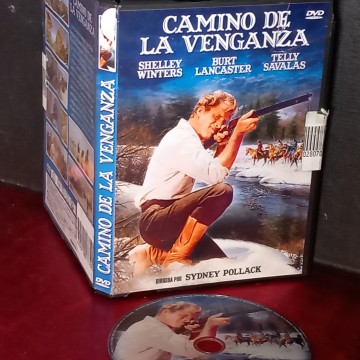 CAMINO DE
LA VENGANZA
DVD
SHELLEY BURT TELLY
WINTERS LANCASTER SAVALAS
DIRIGIDA POR SYDNEY POLLACK
CAMINO DE LA VENGANZA